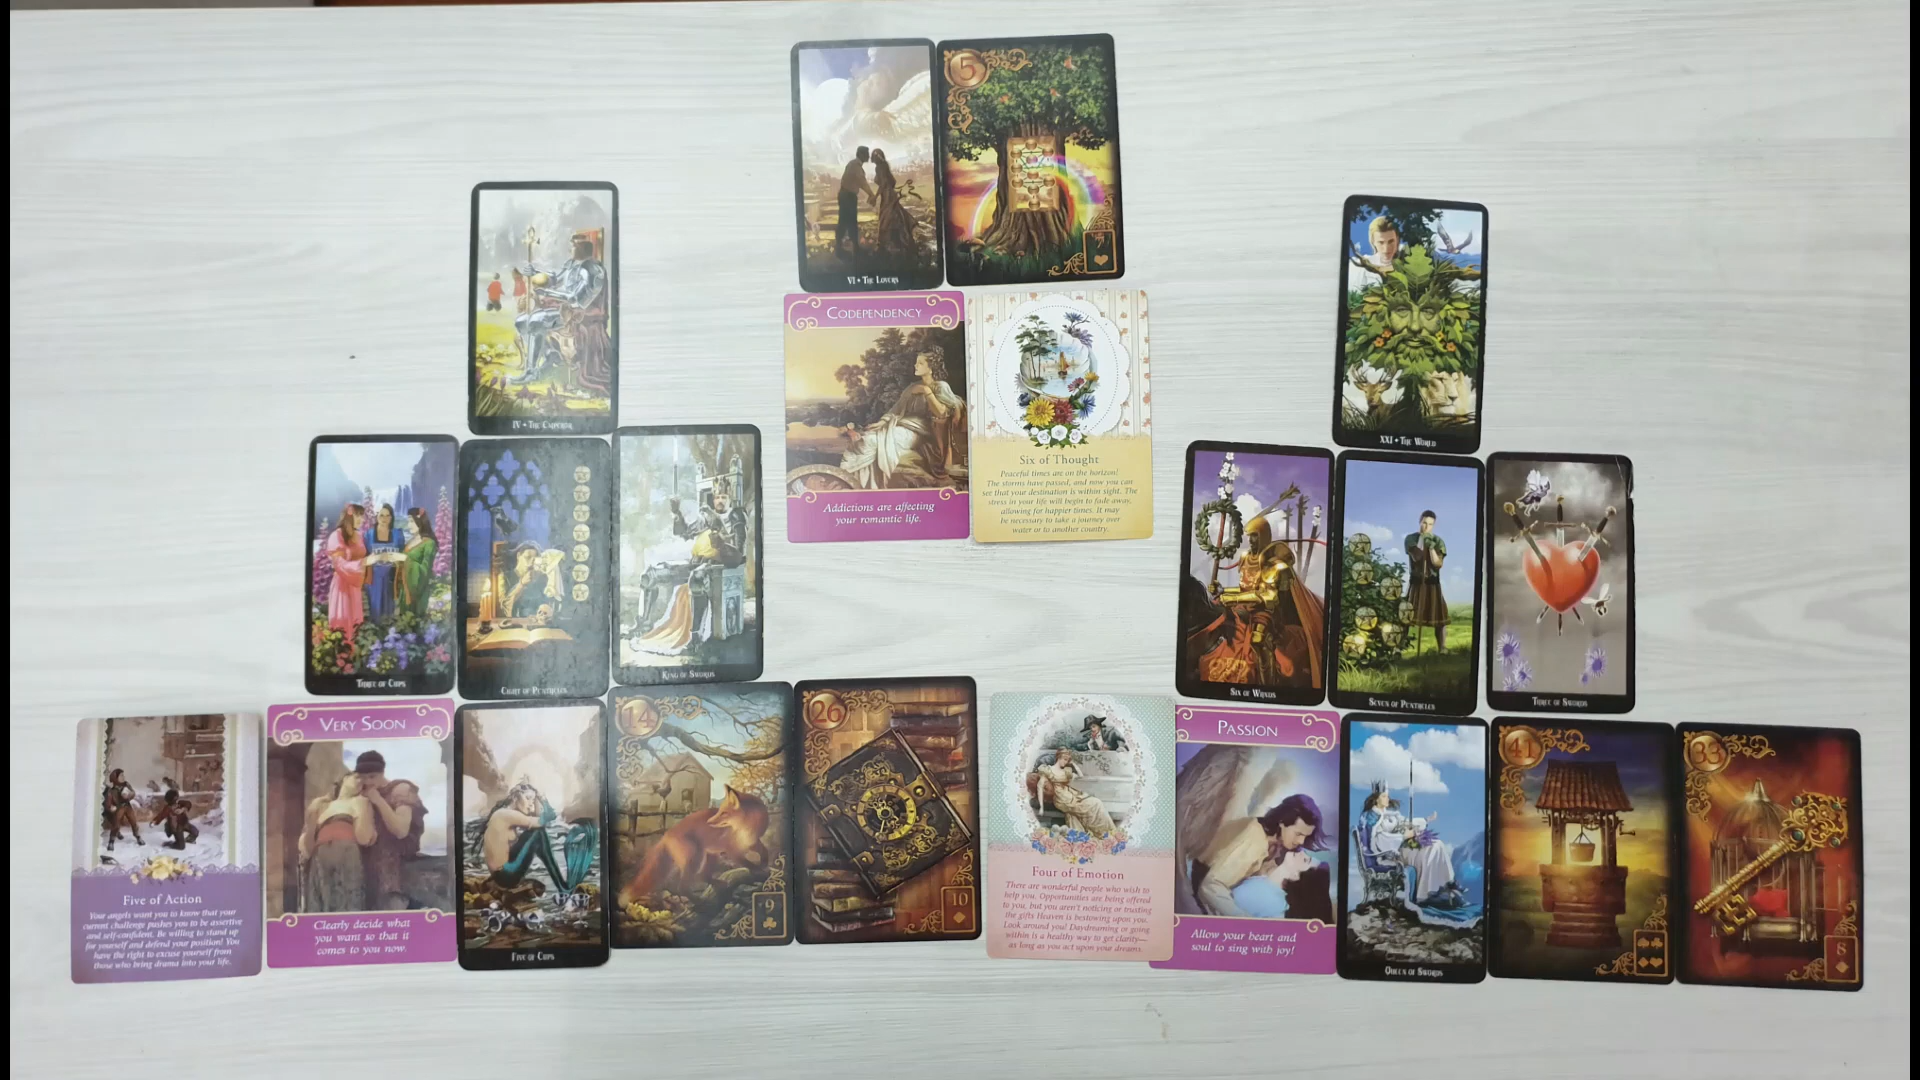 VI • The Lovers
5
IV • The Emperor
Codependency
Addictions are affecting
your romantic life.
Six of Thought
Peaceful times are on the horizon!
The storms have passed, and now you can
see that your destination is within sight. The
stress in your life will begin to fade away,
allowing for happier times. It may
be necessary to take a journey over
water or to another country.
XXI • The World
Three of Cups
Eight of Pentacles
King of Swords
Six of Wands
Seven of Pentacles
Three of Swords
Five of Action
Your angels want you to know that your
current challenge pushes you to be assertive
and self-confident. Be willing to stand up
for yourself and defend your position! You
have the right to excuse yourself from
those who bring drama into your life.
Very Soon
Clearly decide what
you want so that it
comes to you now.
Five of Cups
14
9
26
10
Four of Emotion
There are wonderful people who wish to
help you. Opportunities are being offered
to you, but you aren't noticing or trusting
the gifts Heaven is bestowing upon you.
Look around you! Daydreaming or going
within is a healthy way to get clarity—
as long as you act upon your dreams.
Passion
Allow your heart and
soul to sing with joy!
Queen of Swords
41
33
8